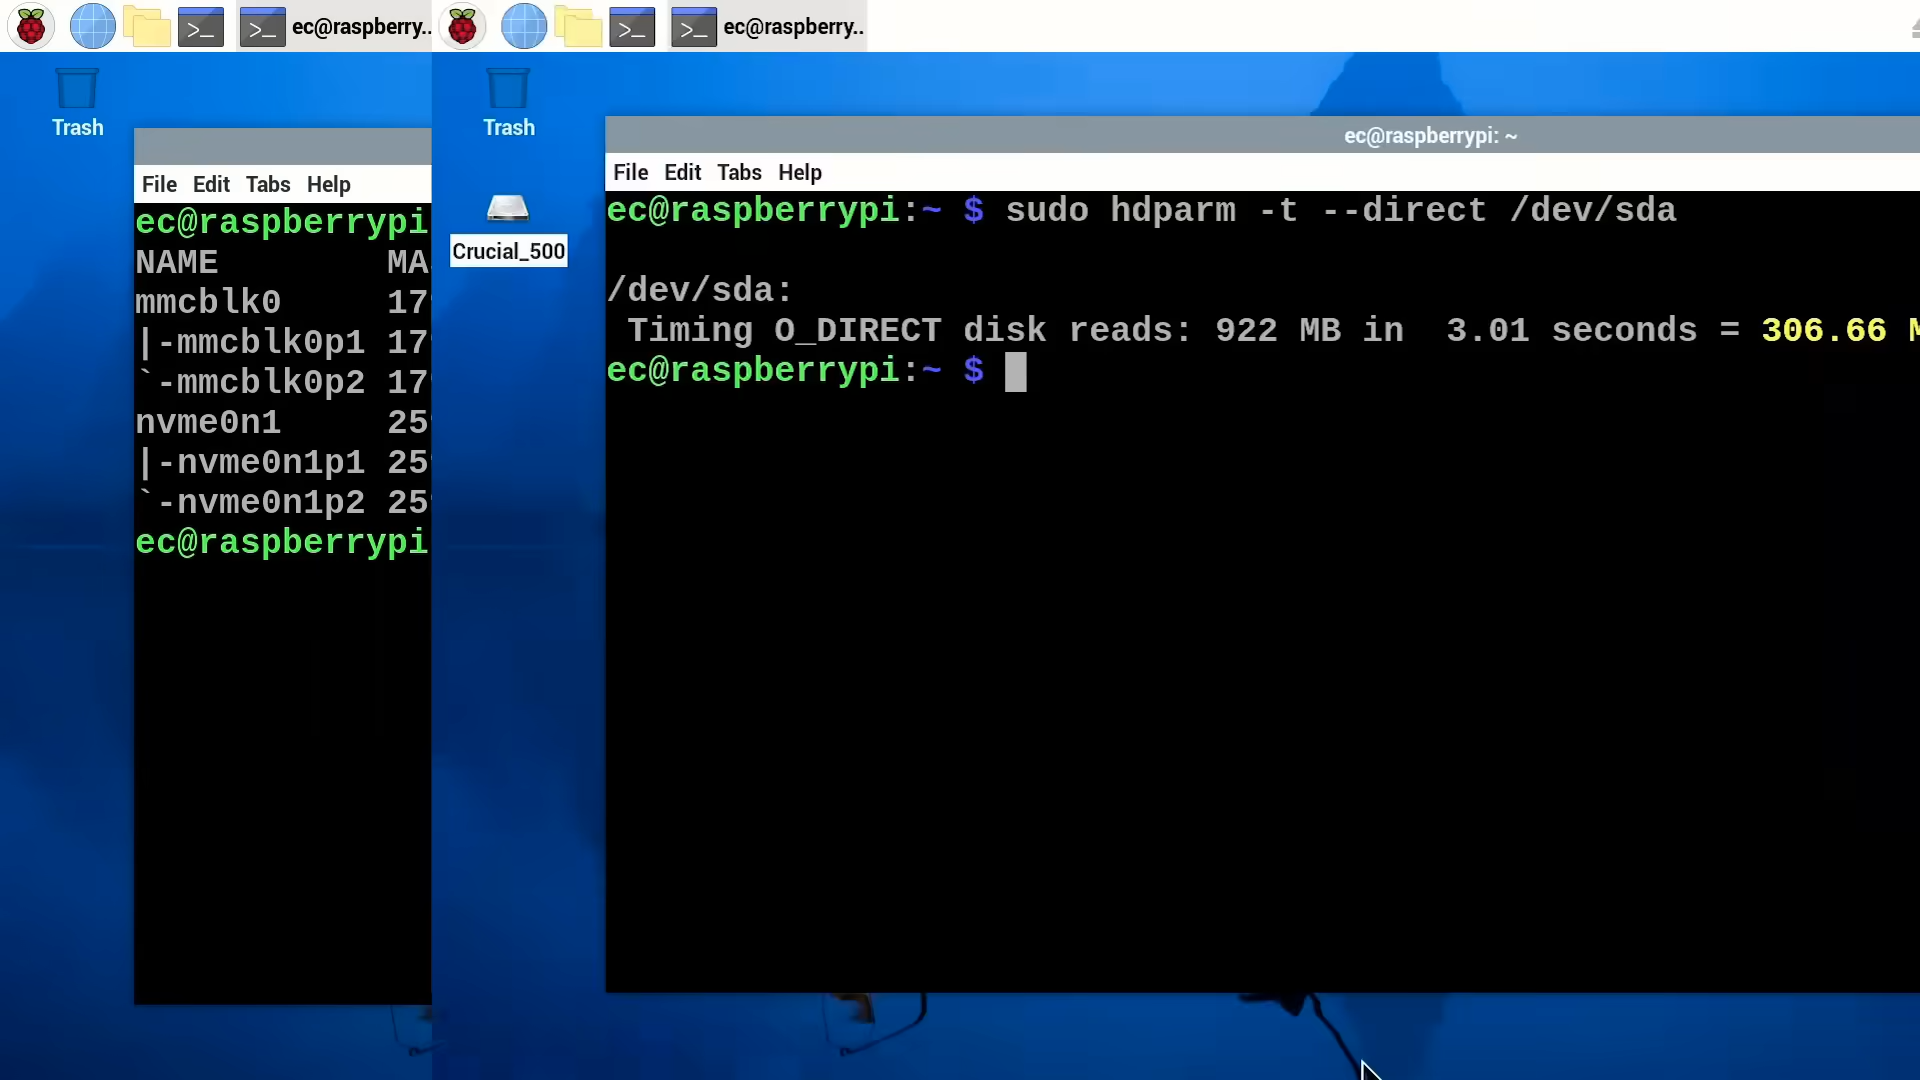 ec@raspberry..
Trash
File Edit Tabs Help
ec@raspberrypi
NAME MA
mmcblk0 17
|-mmcblk0p1 17
`-mmcblk0p2 17
nvme0n1 25
|-nvme0n1p1 25
`-nvme0n1p2 25
ec@raspberrypi
ec@raspberry..
Trash
Crucial_500
ec@raspberrypi: ~
File Edit Tabs Help
ec@raspberrypi:~ $ sudo hdparm -t --direct /dev/sda
/dev/sda:
Timing O_DIRECT disk reads: 922 MB in 3.01 seconds = 306.66 M
ec@raspberrypi:~ $